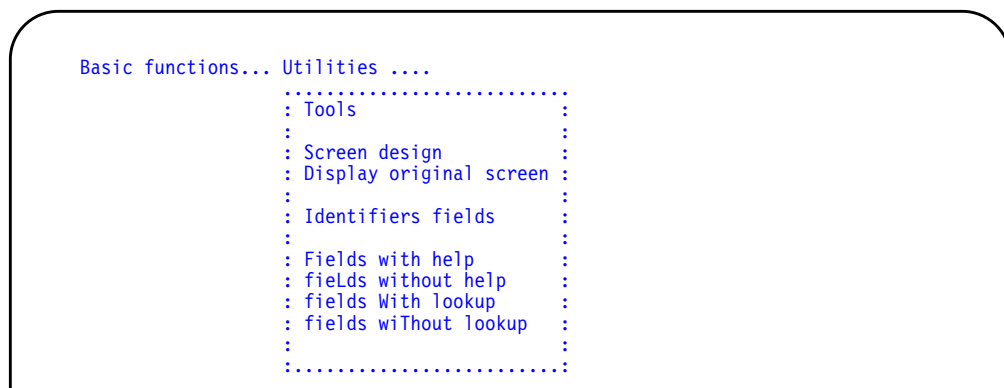 Basic functions... Utilities ....
...........................
: Tools :
: :
: Screen design :
: Display original screen :
: :
: Identifiers fields :
: :
: Fields with help :
: fieLds without help :
: fields With lookup :
: fields wiThout lookup :
: :
:.........................: